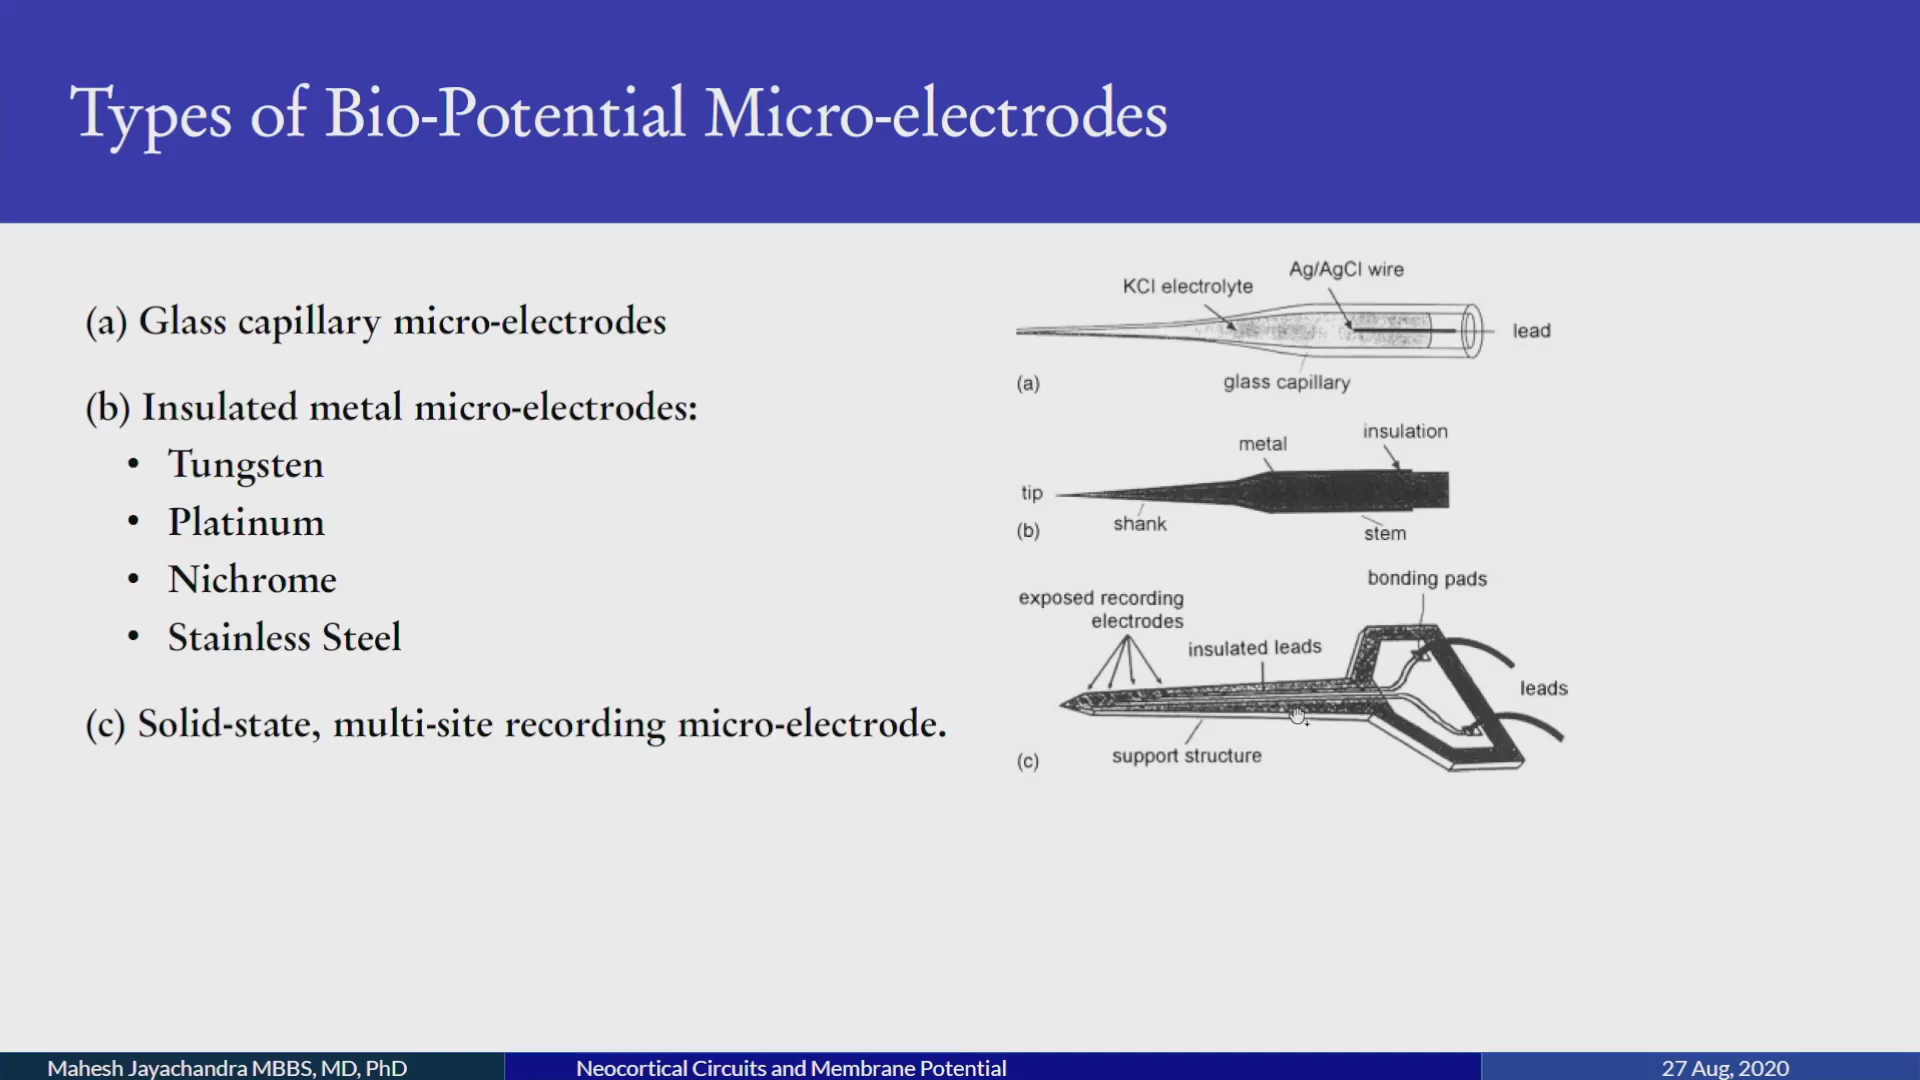 Types of Bio-Potential Micro-electrodes
(a) Glass capillary micro-electrodes
(b) Insulated metal micro-electrodes:
• Tungsten
• Platinum
• Nichrome
• Stainless Steel
(c) Solid-state, multi-site recording micro-electrode.
Ag/AgCl wire
KCl electrolyte
lead
(a)
glass capillary
insulation
metal
tip
shank
(b)
stem
bonding pads
exposed recording
electrodes
insulated leads
leads
support structure
(c)
Mahesh Jayachandra MBBS, MD, PhD
Neocortical Circuits and Membrane Potential
27 Aug, 2020